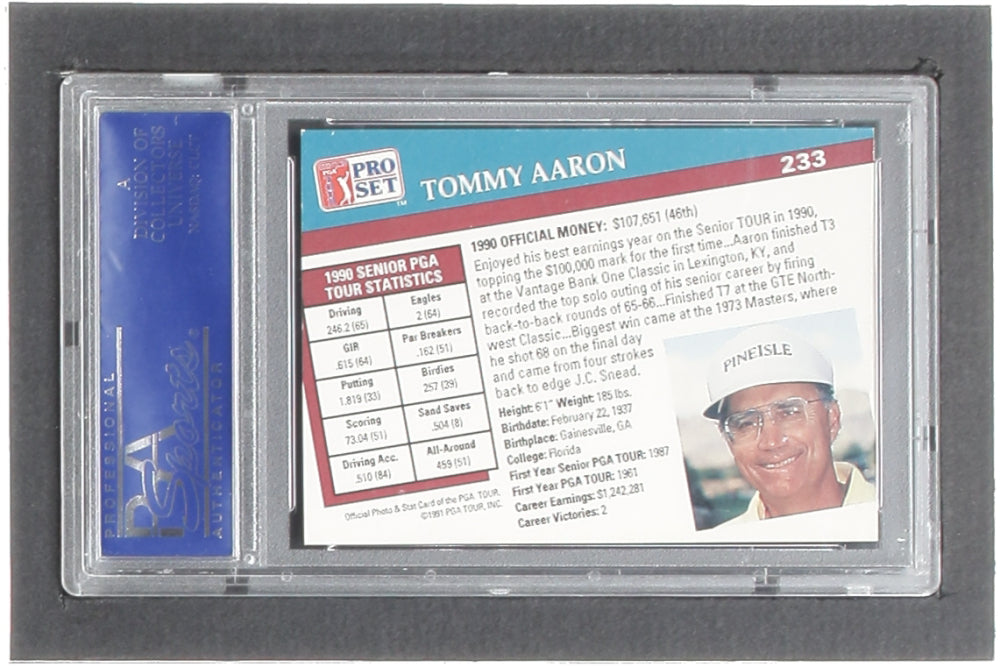 A
DIVISION OF
COLLECTORS
UNIVERSE
NASDAQ: CLCT
PROFESSIONAL
PSA
Sports
AUTHENTICATOR
PGA TOUR
PRO
SET
TM
TOMMY AARON
233
1990 SENIOR PGA
TOUR STATISTICS
Driving
246.2 (65)
Eagles
2 (64)
GIR
.615 (64)
Par Breakers
.162 (51)
Putting
1.819 (33)
Birdies
257 (39)
Scoring
73.04 (51)
Sand Saves
.504 (8)
Driving Acc.
.510 (84)
All-Around
459 (51)
Official Photo & Stat Card of the PGA TOUR.
©1991 PGA TOUR, INC.
1990 OFFICIAL MONEY: $107,651 (46th)
Enjoyed his best earnings year on the Senior TOUR in 1990,
topping the $100,000 mark for the first time...Aaron finished T3
at the Vantage Bank One Classic in Lexington, KY, and
recorded the top solo outing of his senior career by firing
back-to-back rounds of 65-66...Finished T7 at the GTE North-
west Classic...Biggest win came at the 1973 Masters, where
he shot 68 on the final day
and came from four strokes
back to edge J.C. Snead.
Height: 6'1" Weight: 185 lbs.
Birthdate: February 22, 1937
Birthplace: Gainesville, GA
College: Florida
First Year Senior PGA TOUR: 1987
First Year PGA TOUR: 1961
Career Earnings: $1,242,281
Career Victories: 2
PINEISLE